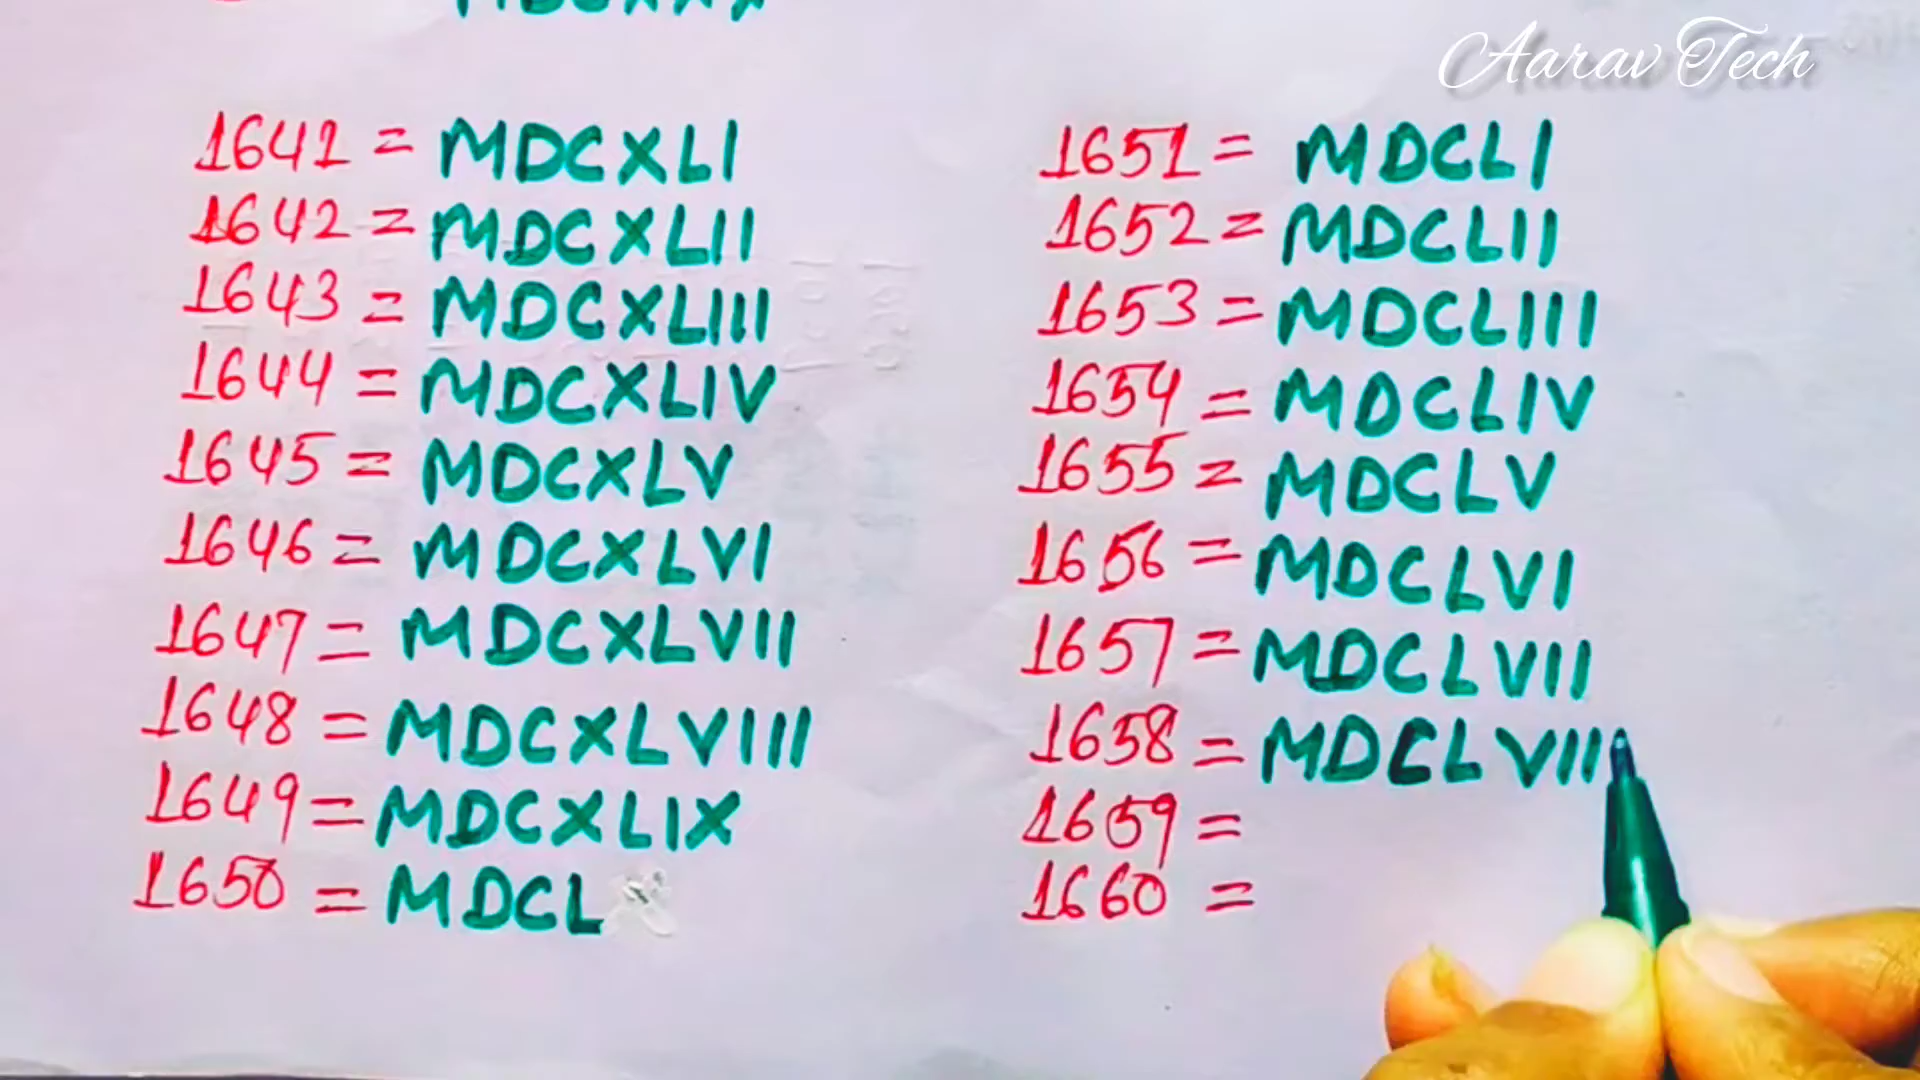 Aarav Tech
1641 = MDCXLI
1642 = MDCXLII
1643 = MDCXLIII
1644 = MDCXLIV
1645 = MDCXLV
1646 = MDCXLVI
1647 = MDCXLVII
1648 = MDCXLVIII
1649 = MDCXLIX
1650 = MDCL
1651 = MDCLI
1652 = MDCLII
1653 = MDCLIII
1654 = MDCLIV
1655 = MDCLV
1656 = MDCLVI
1657 = MDCLVII
1658 = MDCLVII
1659 =
1660 =